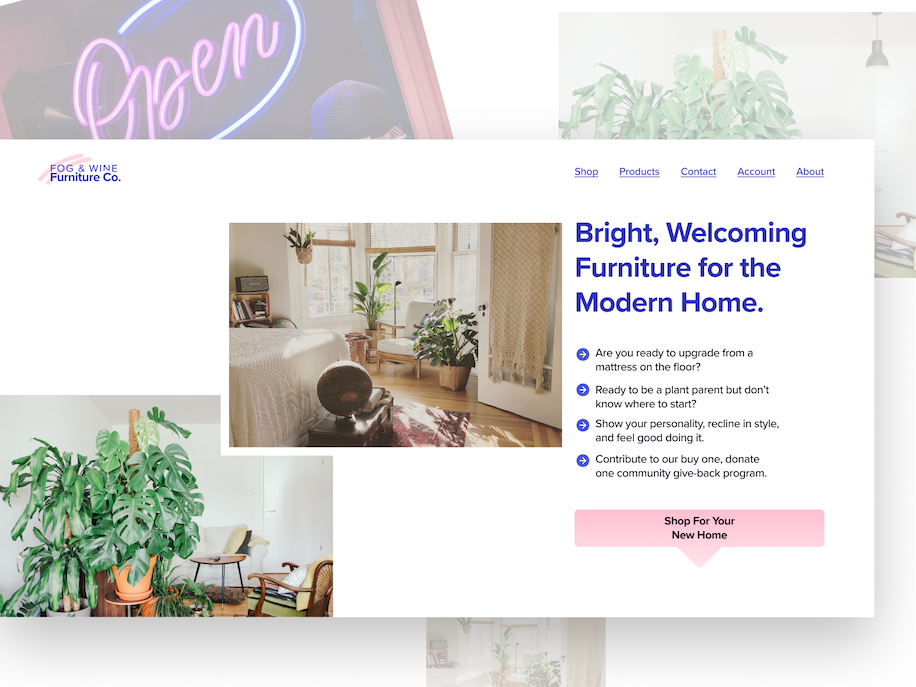 Open
FOG & WINE
Furniture Co.
Shop Products Contact Account About
Bright, Welcoming
Furniture for the
Modern Home.
Are you ready to upgrade from a
mattress on the floor?
Ready to be a plant parent but don't
know where to start?
Show your personality, recline in style,
and feel good doing it.
Contribute to our buy one, donate
one community give-back program.
Shop For Your
New Home